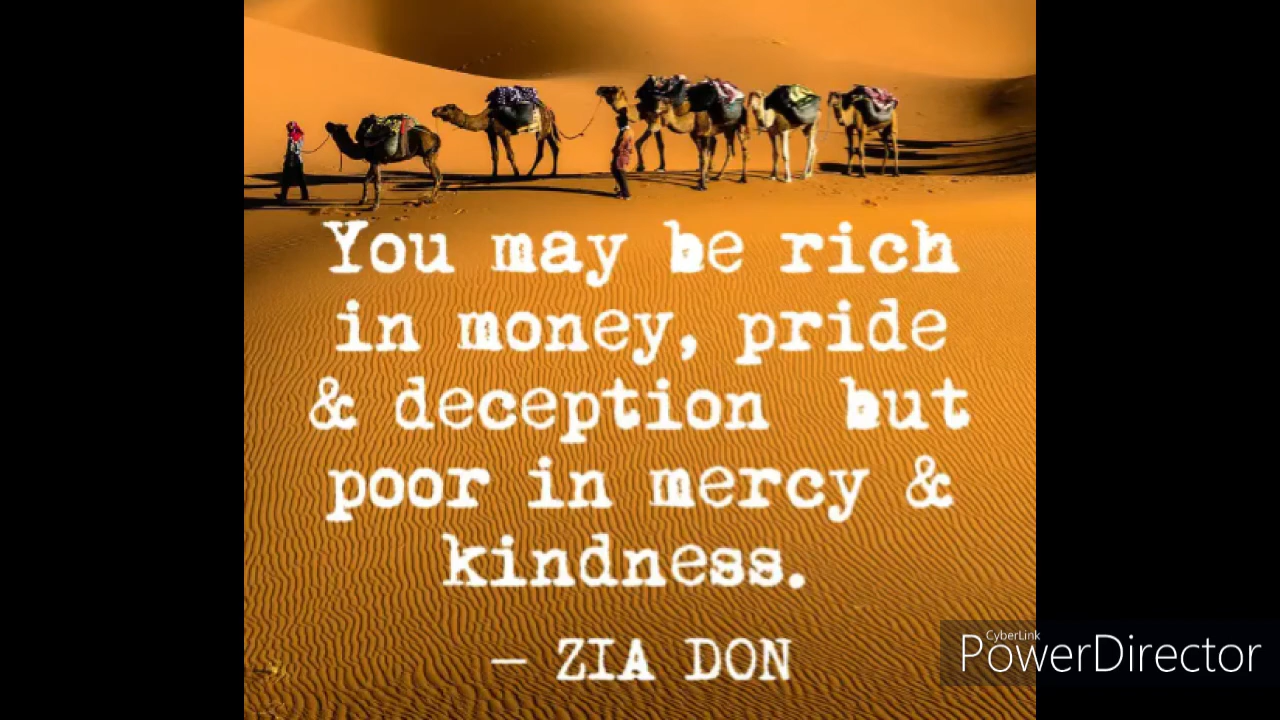 You may be rich
in money, pride
& deception but
poor in mercy &
kindness.
– ZIA DON
CyberLink
PowerDirector